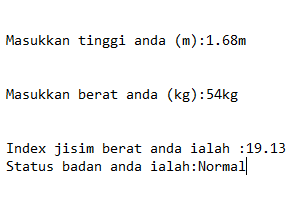 Masukkan tinggi anda (m):1.68m
Masukkan berat anda (kg):54kg
Index jisim berat anda ialah :19.13
Status badan anda ialah:Normal